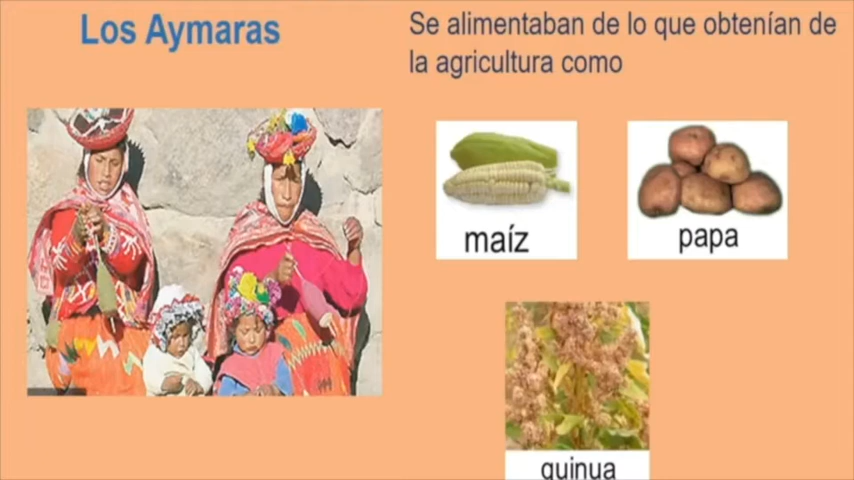 Los Aymaras
Se alimentaban de lo que obtenían de
la agricultura como
maíz
papa
quinua